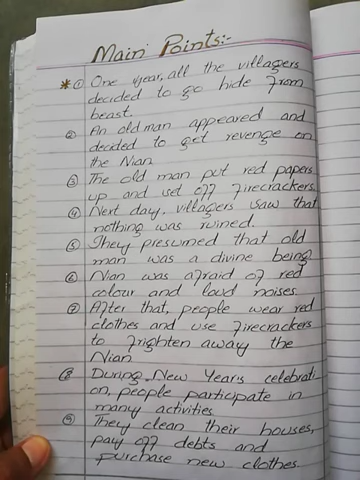 Main Points:-
* ① One year, all the villagers
decided to go hide from
beast.
② An old man appeared and
decided to get revenge on
the Nian
③ The old man put red papers
up and set off firecrackers.
④ Next day, villagers saw that
nothing was ruined.
⑤ They presumed that old
man was a divine being
⑥ Nian was afraid of red
colour and loud noises.
⑦ After that, people wear red
clothes and use firecrackers
to frighten away the
Nian
⑧ During New Years celebrati
on, people participate in
many activities.
⑨ They clean their houses,
pay off debts and
purchase new clothes.